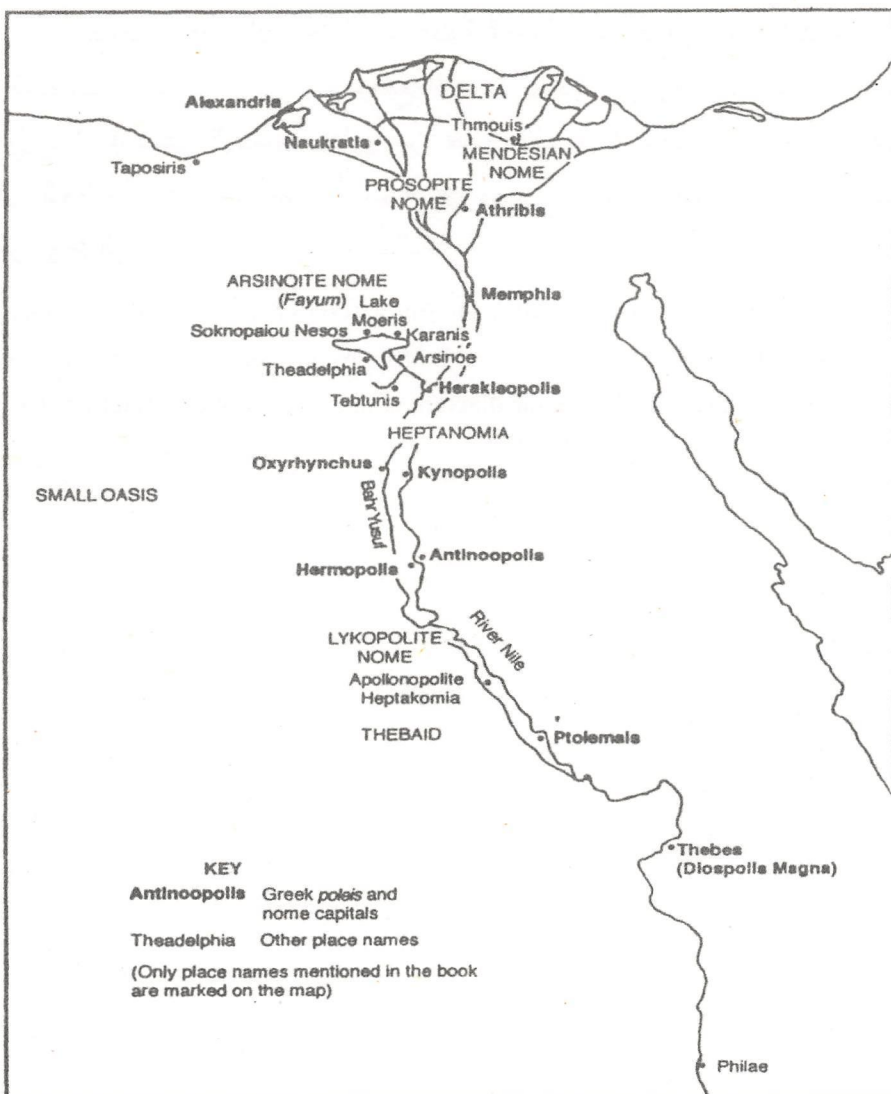 DELTA
Alexandria
Thmouis
Naukratis
MENDESIAN
NOME
Taposiris
PROSOPITE
NOME
Athribis
ARSINOITE NOME
(Fayum) Lake
Moeris
Memphis
Soknopaiou Nesos
Karanis
Theadelphia
Arsinoe
Tebtunis
Herakleopolis
HEPTANOMIA
Oxyrhynchus
Kynopolis
SMALL OASIS
Bahr Yusuf
Antinoopolis
Hermopolis
River Nile
LYKOPOLITE
NOME
Apollonopolite
Heptakomia
THEBAID
Ptolemais
Thebes
(Diospolis Magna)
KEY
Antinoopolis Greek poleis and
nome capitals
Theadelphia Other place names
(Only place names mentioned in the book
are marked on the map)
Philae